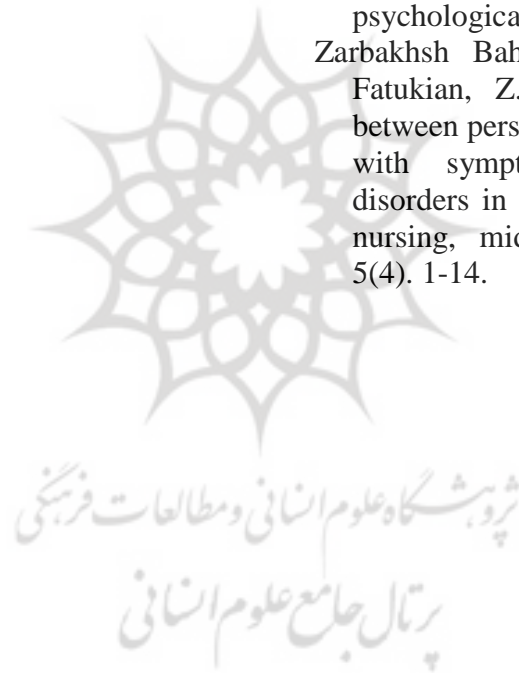 psychologica
Zarbakhsh Bah
Fatukian, Z.
between pers
with sympt
disorders in
nursing, mid
5(4). 1-14.
پژوهشگاه علوم انسانی و مطالعات فرهنگی
پرتال جامع علوم انسانی